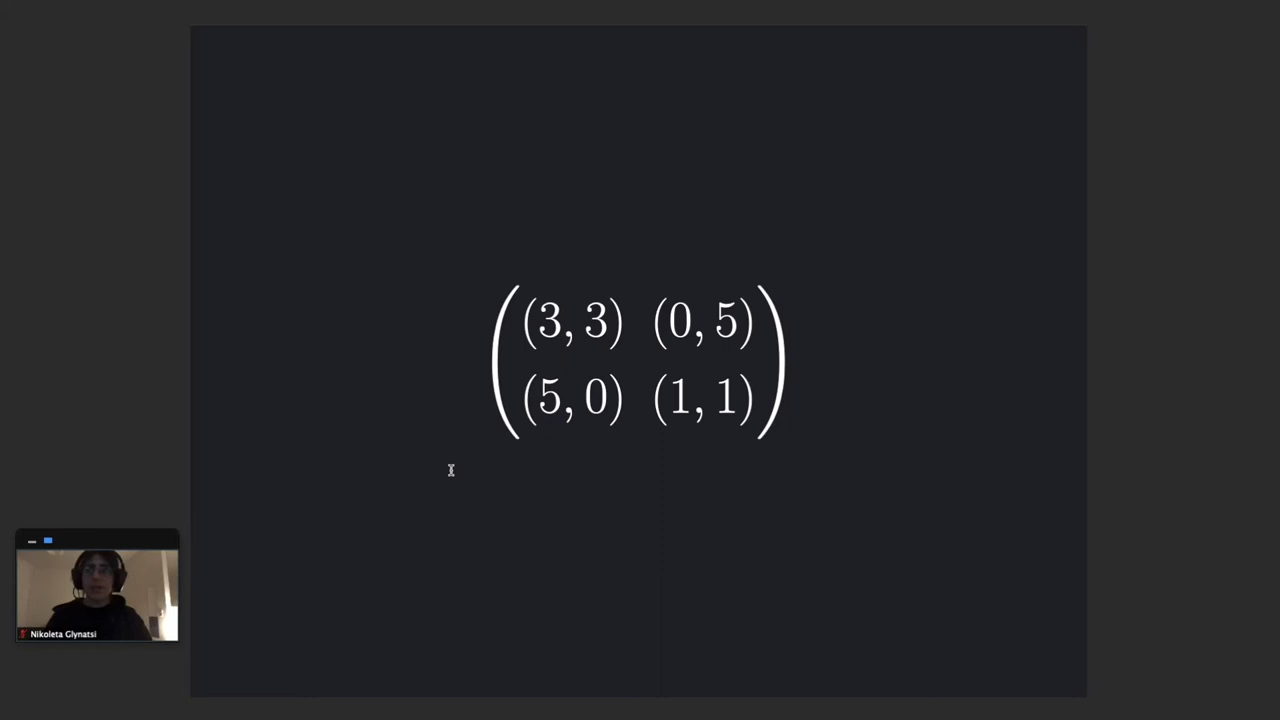 (3, 3) (0, 5)
(5, 0) (1, 1)
Nikoleta Glynatsi